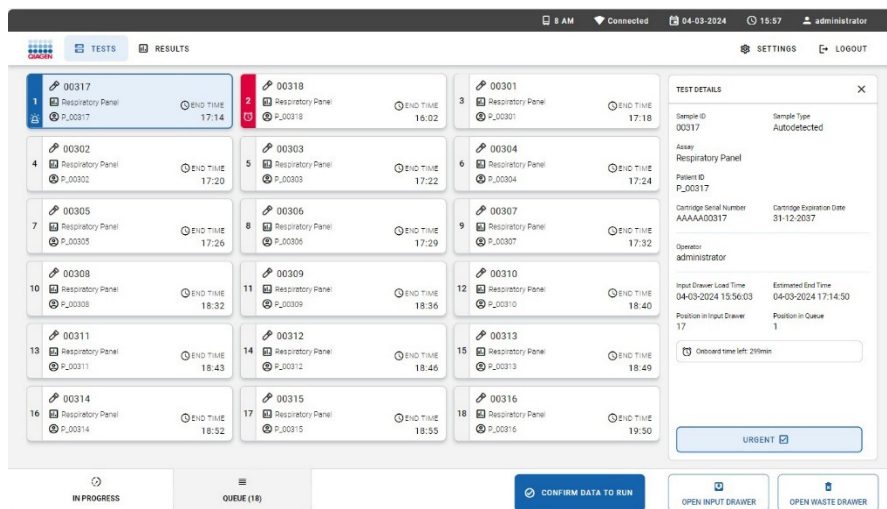 8 AM Connected 04-03-2024 15:57 administrator
QIAGEN TESTS RESULTS SETTINGS LOGOUT
00317
1 Respiratory Panel END TIME
P_00317 17:14
00318
2 Respiratory Panel END TIME
P_00318 16:02
00301
3 Respiratory Panel END TIME
P_00301 17:18
00302
4 Respiratory Panel END TIME
P_00302 17:20
00303
5 Respiratory Panel END TIME
P_00303 17:22
00304
6 Respiratory Panel END TIME
P_00304 17:24
00305
7 Respiratory Panel END TIME
P_00305 17:26
00306
8 Respiratory Panel END TIME
P_00306 17:29
00307
9 Respiratory Panel END TIME
P_00307 17:32
00308
10 Respiratory Panel END TIME
P_00308 18:32
00309
11 Respiratory Panel END TIME
P_00309 18:36
00310
12 Respiratory Panel END TIME
P_00310 18:40
00311
13 Respiratory Panel END TIME
P_00311 18:43
00312
14 Respiratory Panel END TIME
P_00312 18:46
00313
15 Respiratory Panel END TIME
P_00313 18:49
00314
16 Respiratory Panel END TIME
P_00314 18:52
00315
17 Respiratory Panel END TIME
P_00315 18:55
00316
18 Respiratory Panel END TIME
P_00316 19:50
TEST DETAILS
Sample ID Sample Type
00317 Autodetected
Assay
Respiratory Panel
Patient ID
P_00317
Cartridge Serial Number Cartridge Expiration Date
AAAAA00317 31-12-2037
Operator
administrator
Input Drawer Load Time Estimated End Time
04-03-2024 15:56:03 04-03-2024 17:14:50
Position in Input Drawer Position in Queue
17 1
Onboard time left: 299min
URGENT
IN PROGRESS QUEUE (18) CONFIRM DATA TO RUN OPEN INPUT DRAWER OPEN WASTE DRAWER